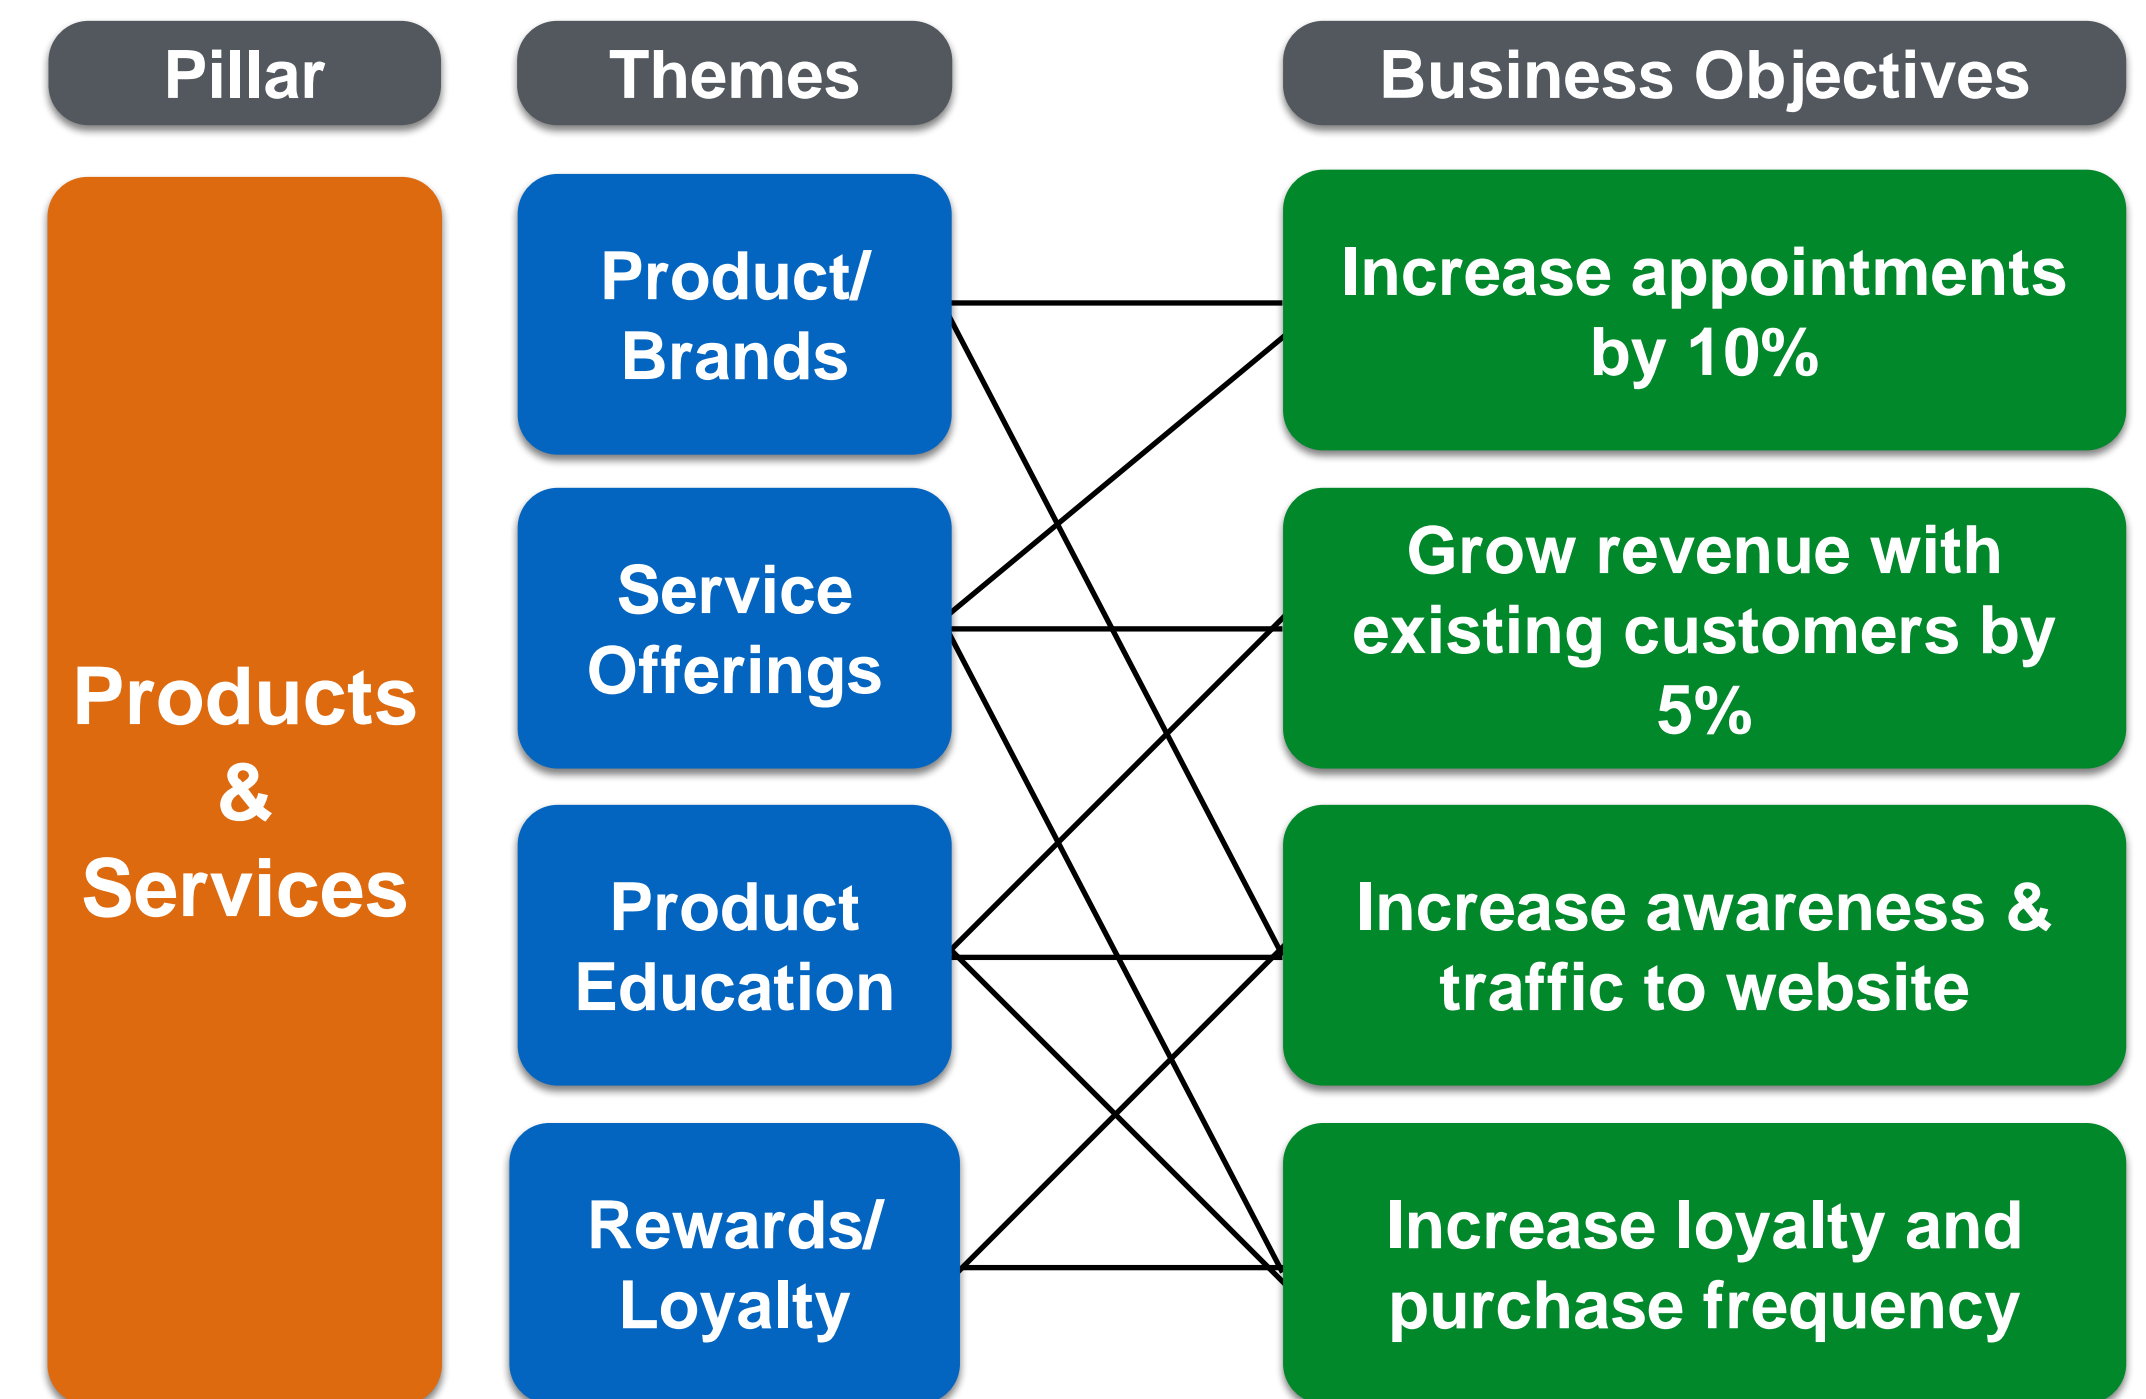 Pillar
Themes
Business Objectives
Products
&
Services
Product/
Brands
Service
Offerings
Product
Education
Rewards/
Loyalty
Increase appointments
by 10%
Grow revenue with
existing customers by
5%
Increase awareness &
traffic to website
Increase loyalty and
purchase frequency